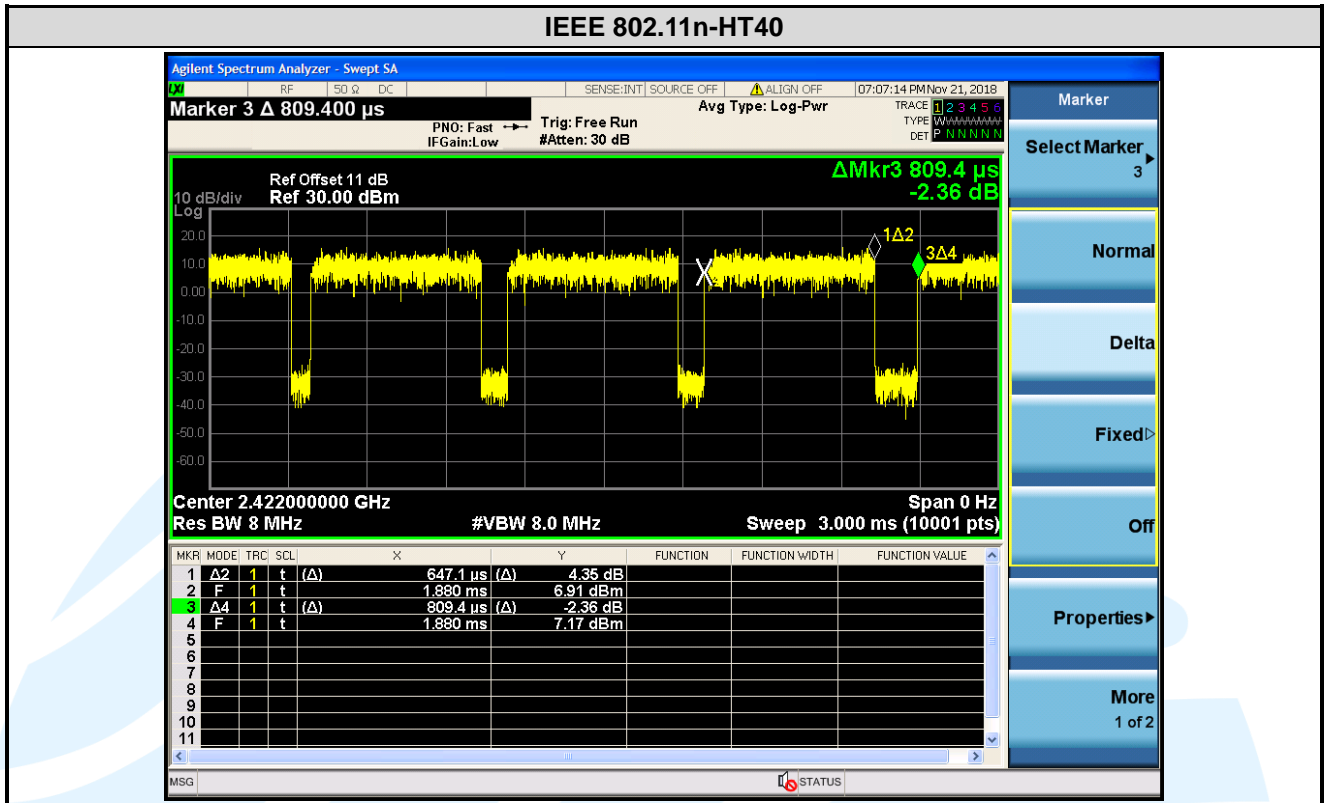 IEEE 802.11n-HT40
Agilent Spectrum Analyzer - Swept SA
LXI RF 50 Ω DC SENSE:INT SOURCE OFF ALIGN OFF 07:07:14 PM Nov 21, 2018
Marker 3 Δ 809.400 µs
PNO: Fast
IFGain:Low
Trig: Free Run
#Atten: 30 dB
Avg Type: Log-Pwr
TRACE 1 2 3 4 5 6
TYPE W
DET P N N N N N
ΔMkr3 809.4 µs
-2.36 dB
Ref Offset 11 dB
10 dB/div Ref 30.00 dBm
Log
20.0
10.0
0.00
-10.0
-20.0
-30.0
-40.0
-50.0
-60.0
1Δ2
3Δ4
Center 2.422000000 GHz Span 0 Hz
Res BW 8 MHz #VBW 8.0 MHz Sweep 3.000 ms (10001 pts)
MKR MODE TRC SCL X Y FUNCTION FUNCTION WIDTH FUNCTION VALUE
1 Δ2 1 t (Δ) 647.1 µs (Δ) 4.35 dB
2 F 1 t 1.880 ms 6.91 dBm
3 Δ4 1 t (Δ) 809.4 µs (Δ) -2.36 dB
4 F 1 t 1.880 ms 7.17 dBm
5
6
7
8
9
10
11
MSG STATUS
Marker
Select Marker
3
Normal
Delta
Fixed
Off
Properties
More
1 of 2